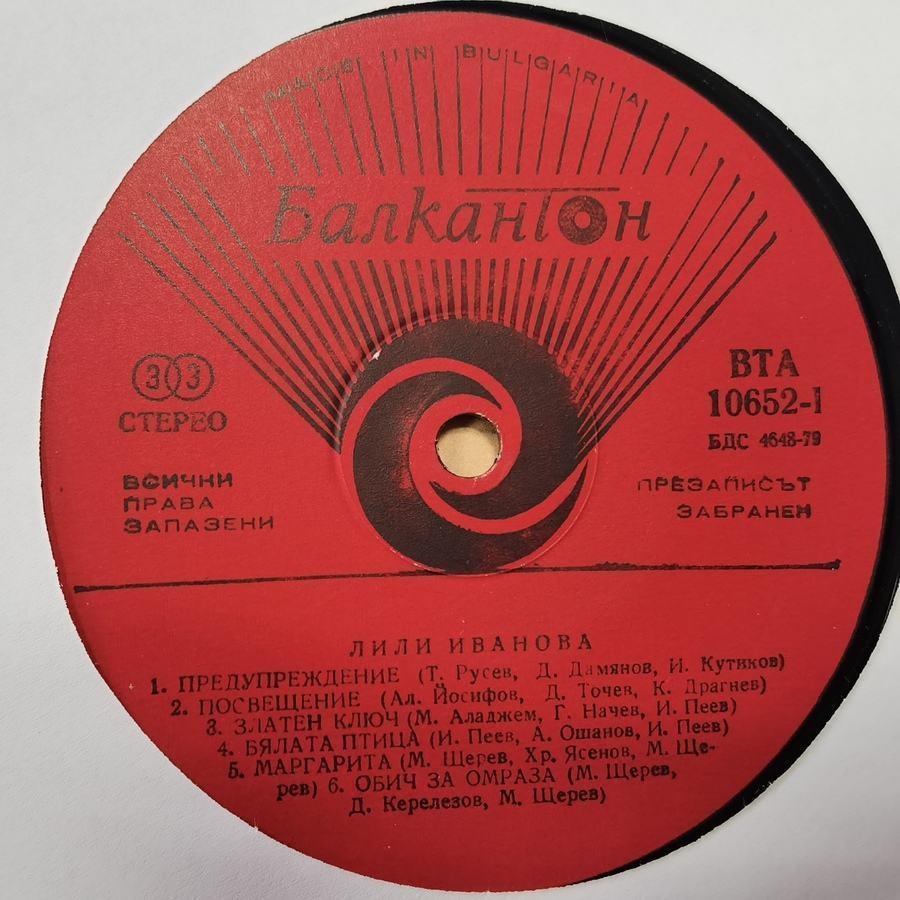 MADE IN BULGARIA
Балкантон
33
СТЕРЕО
ВСИЧКИ
ПРАВА
ЗАПАЗЕНИ
ВТА
10652-I
БДС 4648-79
ПРЕЗАПИСЪТ
ЗАБРАНЕН
ЛИЛИ ИВАНОВА
1. ПРЕДУПРЕЖДЕНИЕ (Т. Русев, Д. Дамянов, И. Кутиков)
2. ПОСВЕЩЕНИЕ (Ал. Йосифов, Д. Точев, К. Драгнев)
3. ЗЛАТЕН КЛЮЧ (М. Аладжем, Г. Начев, И. Пеев)
4. БЯЛАТА ПТИЦА (И. Пеев, А. Ошанов, И. Пеев)
5. МАРГАРИТА (М. Щерев, Хр. Ясенов, М. Ще-
рев) 6. ОБИЧ ЗА ОМРАЗА (М. Щерев,
Д. Керелезов, М. Щерев)